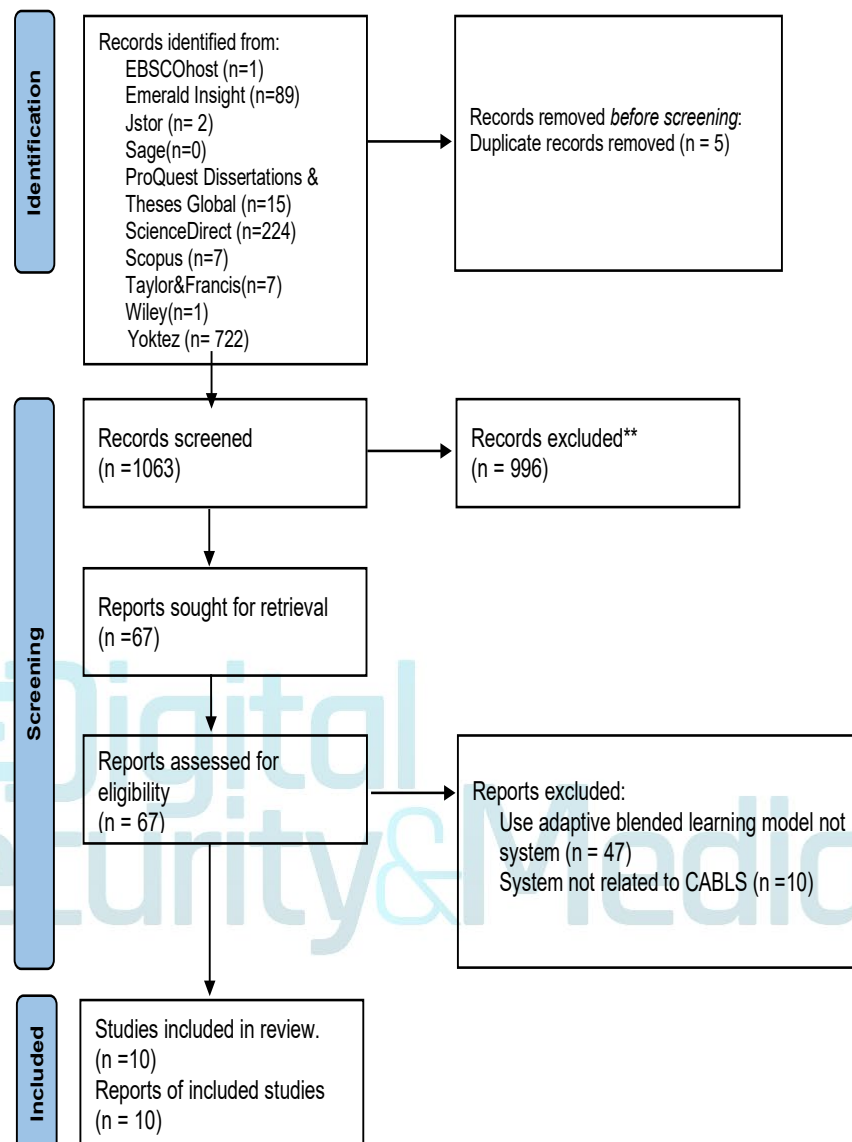 Identification
Records identified from:
EBSCOhost (n=1)
Emerald Insight (n=89)
Jstor (n= 2)
Sage(n=0)
ProQuest Dissertations &
Theses Global (n=15)
ScienceDirect (n=224)
Scopus (n=7)
Taylor&Francis(n=7)
Wiley(n=1)
Yoktez (n= 722)
Records removed before screening:
Duplicate records removed (n = 5)
Screening
Records screened
(n =1063)
Records excluded**
(n = 996)
Reports sought for retrieval
(n =67)
Reports assessed for
eligibility
(n = 67)
Reports excluded:
Use adaptive blended learning model not
system (n = 47)
System not related to CABLS (n =10)
Digital
&
Included
Studies included in review.
(n =10)
Reports of included studies
(n = 10)